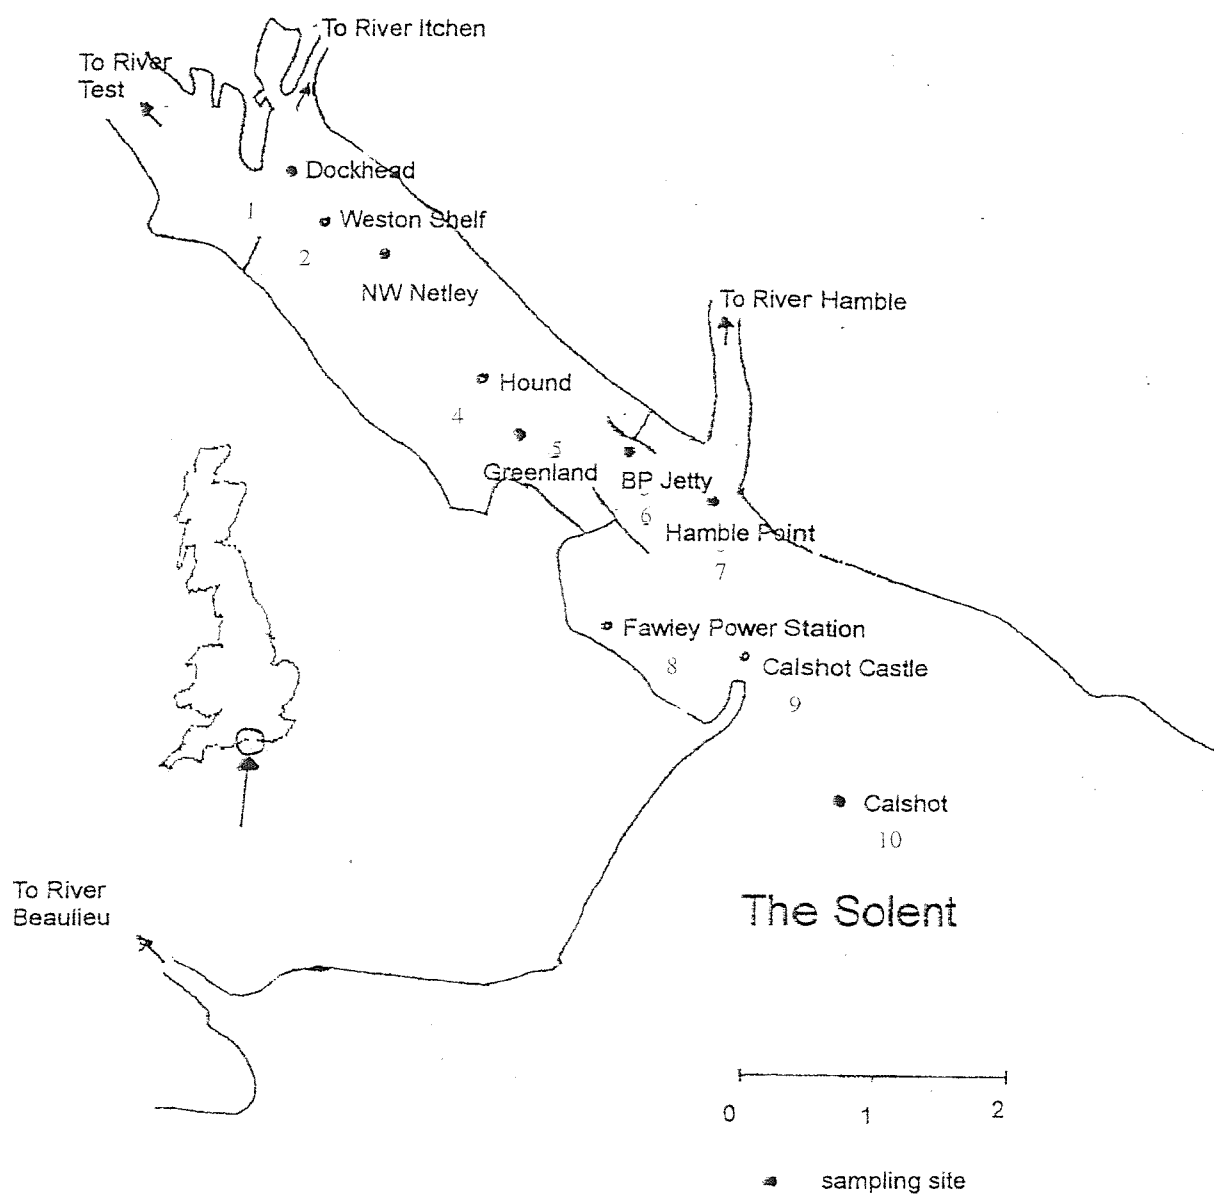 To River Itchen
To River
Test
Dockhead
1
Weston Shelf
2
NW Netley
To River Hamble
Hound
4
5
Greenland
BP Jetty
6
Hamble Point
7
Fawley Power Station
8
Calshot Castle
9
Calshot
10
To River
Beaulieu
The Solent
0
1
2
sampling site